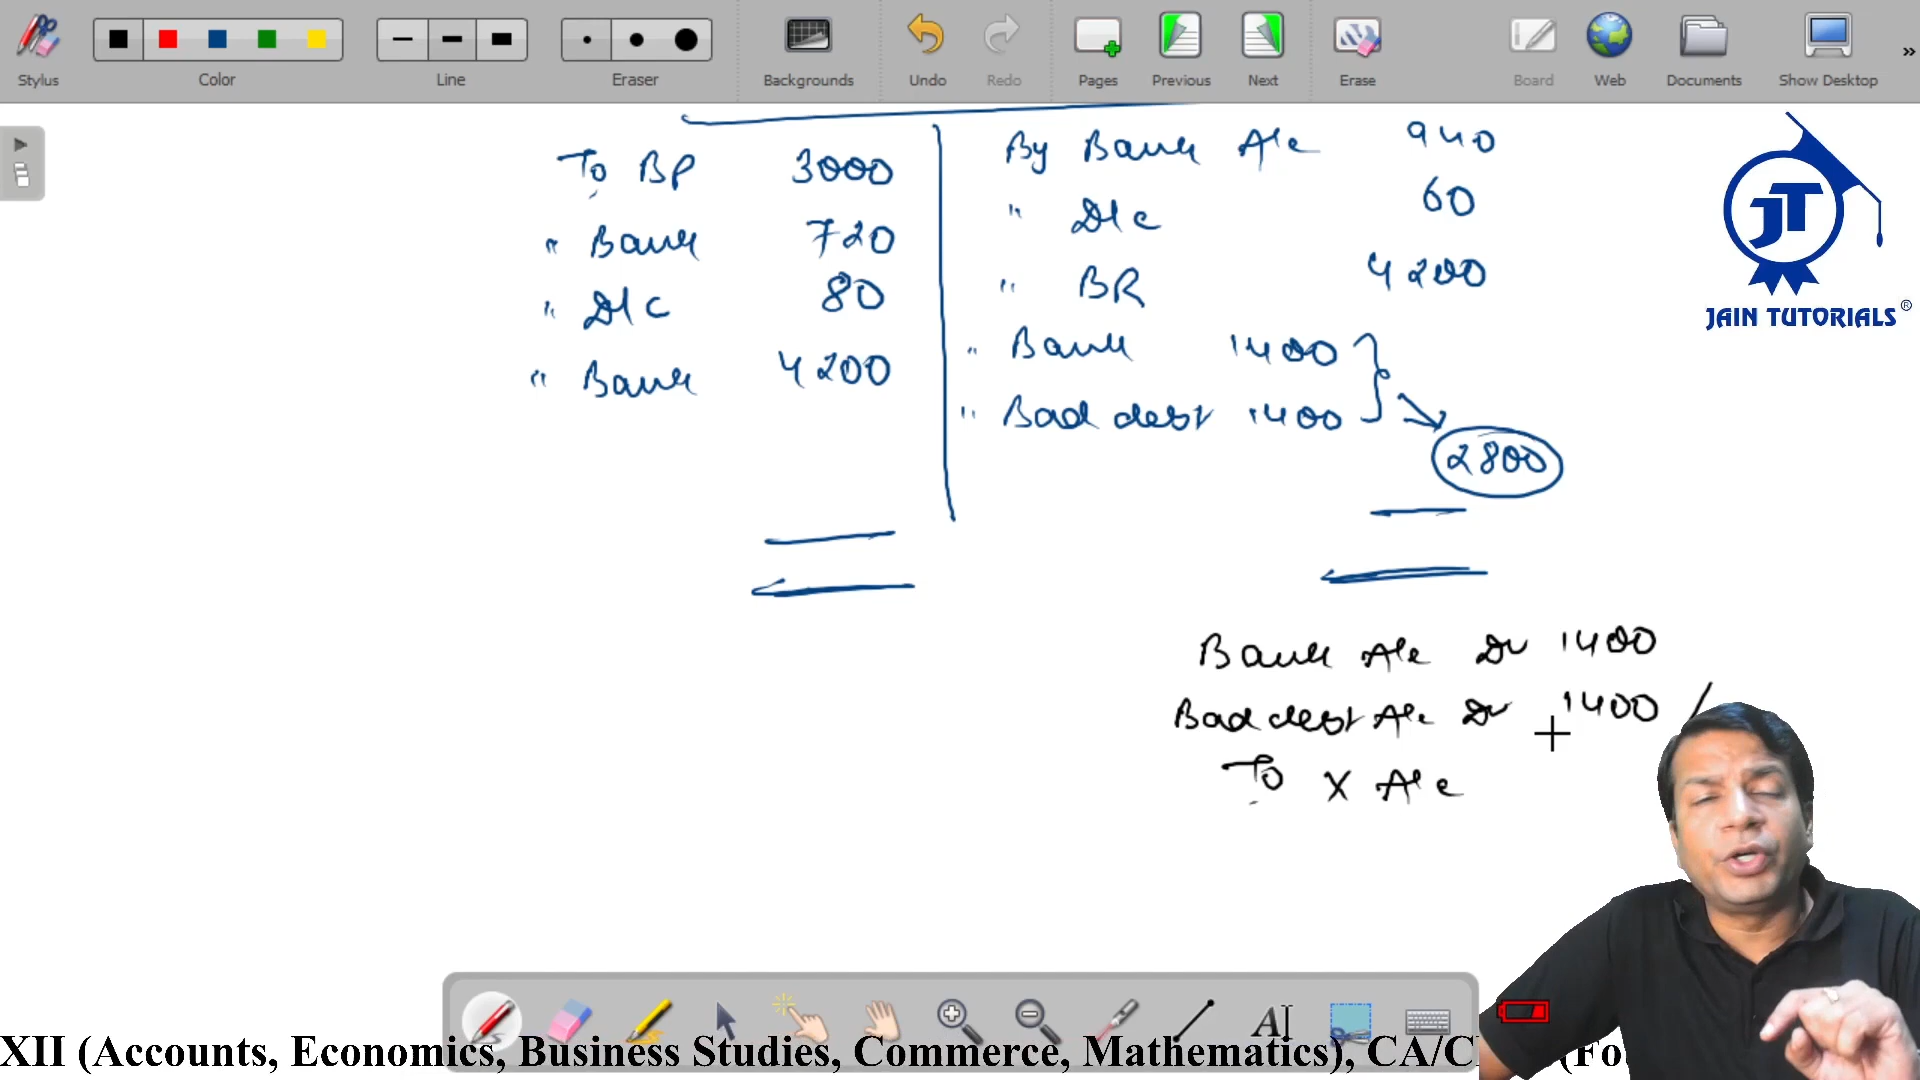 Stylus Color Line Eraser Backgrounds Undo Redo Pages Previous Next Erase Board Web Documents Show Desktop »
To BP 3000
" Bank 720
" D/c 80
" Bank 4200
By Bank A/c 940
" D/c 60
" BR 4200
" Bank 1400
" Bad debt 1400
2800
JT
JAIN TUTORIALS®
Bank A/c Dr 1400
Bad debt A/c Dr 1400
To X A/c
XII (Accounts, Economics, Business Studies, Commerce, Mathematics), CA/C (Fo